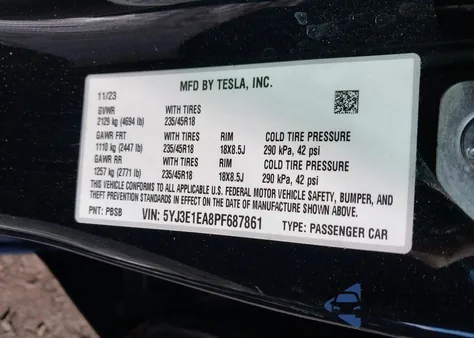 MFD BY TESLA, INC.
11/23
GVWR WITH TIRES
2129 kg (4694 lb) 235/45R18
GAWR FRT WITH TIRES RIM COLD TIRE PRESSURE
1110 kg (2447 lb) 235/45R18 18X8.5J 290 kPa, 42 psi
GAWR RR WITH TIRES RIM COLD TIRE PRESSURE
1257 kg (2771 lb) 235/45R18 18X8.5J 290 kPa, 42 psi
THIS VEHICLE CONFORMS TO ALL APPLICABLE U.S. FEDERAL MOTOR VEHICLE SAFETY, BUMPER, AND
THEFT PREVENTION STANDARDS IN EFFECT ON THE DATE OF MANUFACTURE SHOWN ABOVE.
PNT: PBSB VIN: 5YJ3E1EA8PF687861 TYPE: PASSENGER CAR